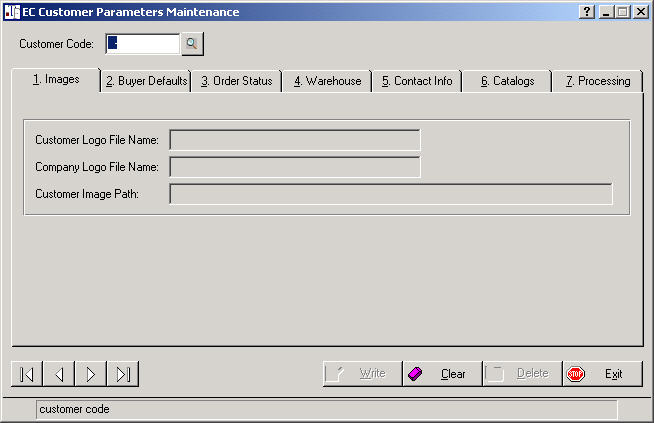 EC Customer Parameters Maintenance
Customer Code: -
1. Images 2. Buyer Defaults 3. Order Status 4. Warehouse 5. Contact Info 6. Catalogs 7. Processing
Customer Logo File Name:
Company Logo File Name:
Customer Image Path:
Write Clear Delete STOP Exit
customer code